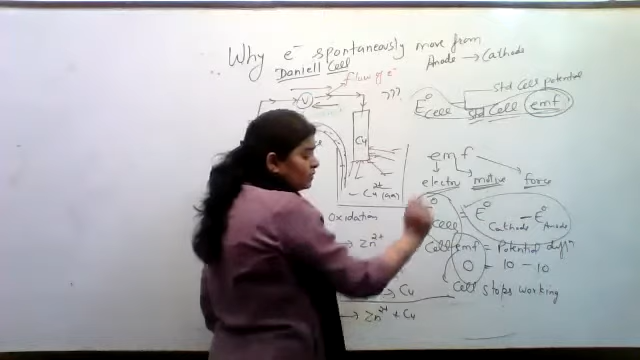 Why e⁻ spontaneously move from
Anode → Cathode
Daniell Cell
flow of e⁻
V
???
Cu
Cu²⁺(aq)
Oxidation
→ Zn²⁺
→ Cu
→ Zn²⁺ + Cu
Std Cell potential
E°Cell
Std Cell emf
emf
electro motive force
E°Cell = E°Cathode - E°Anode
Cell emf = Potential diffn
0 = 10 - 10
Cell stops working